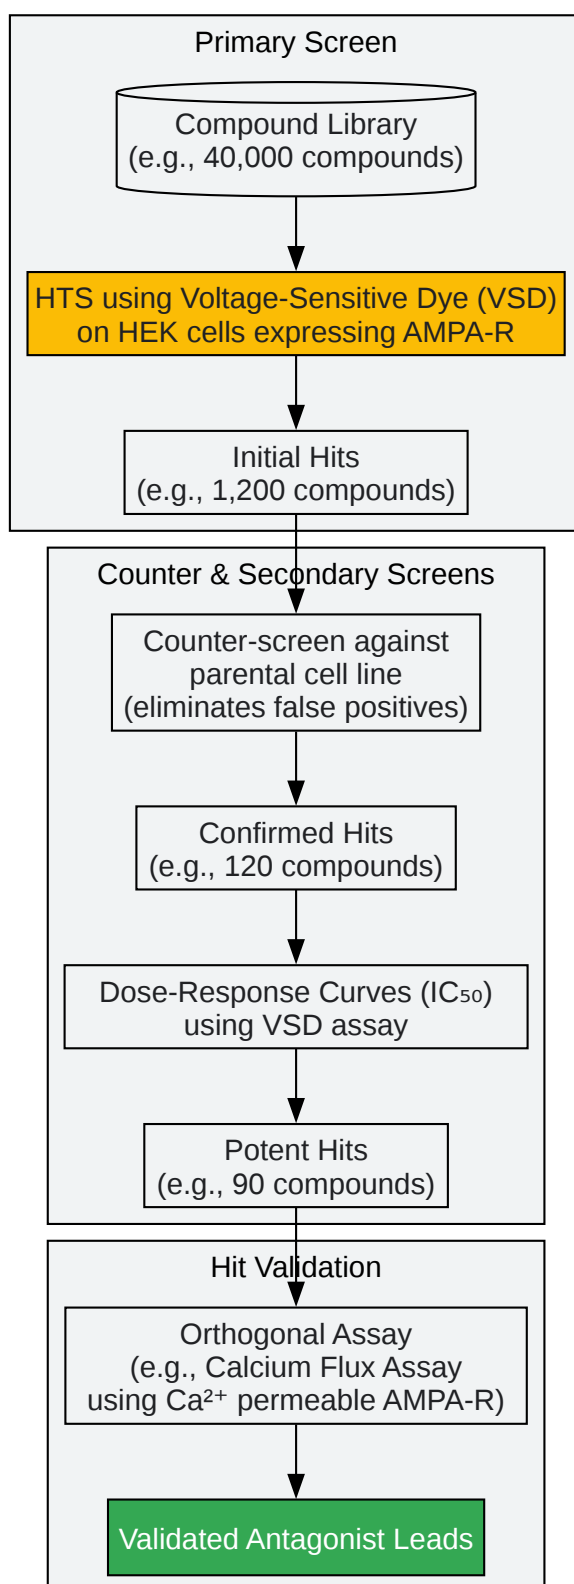 Primary Screen
Compound Library
(e.g., 40,000 compounds)
HTS using Voltage-Sensitive Dye (VSD)
on HEK cells expressing AMPA-R
Initial Hits
(e.g., 1,200 compounds)
Counter & Secondary Screens
Counter-screen against
parental cell line
(eliminates false positives)
Confirmed Hits
(e.g., 120 compounds)
Dose-Response Curves (IC₅₀)
using VSD assay
Potent Hits
(e.g., 90 compounds)
Hit Validation
Orthogonal Assay
(e.g., Calcium Flux Assay
using Ca²⁺ permeable AMPA-R)
Validated Antagonist Leads